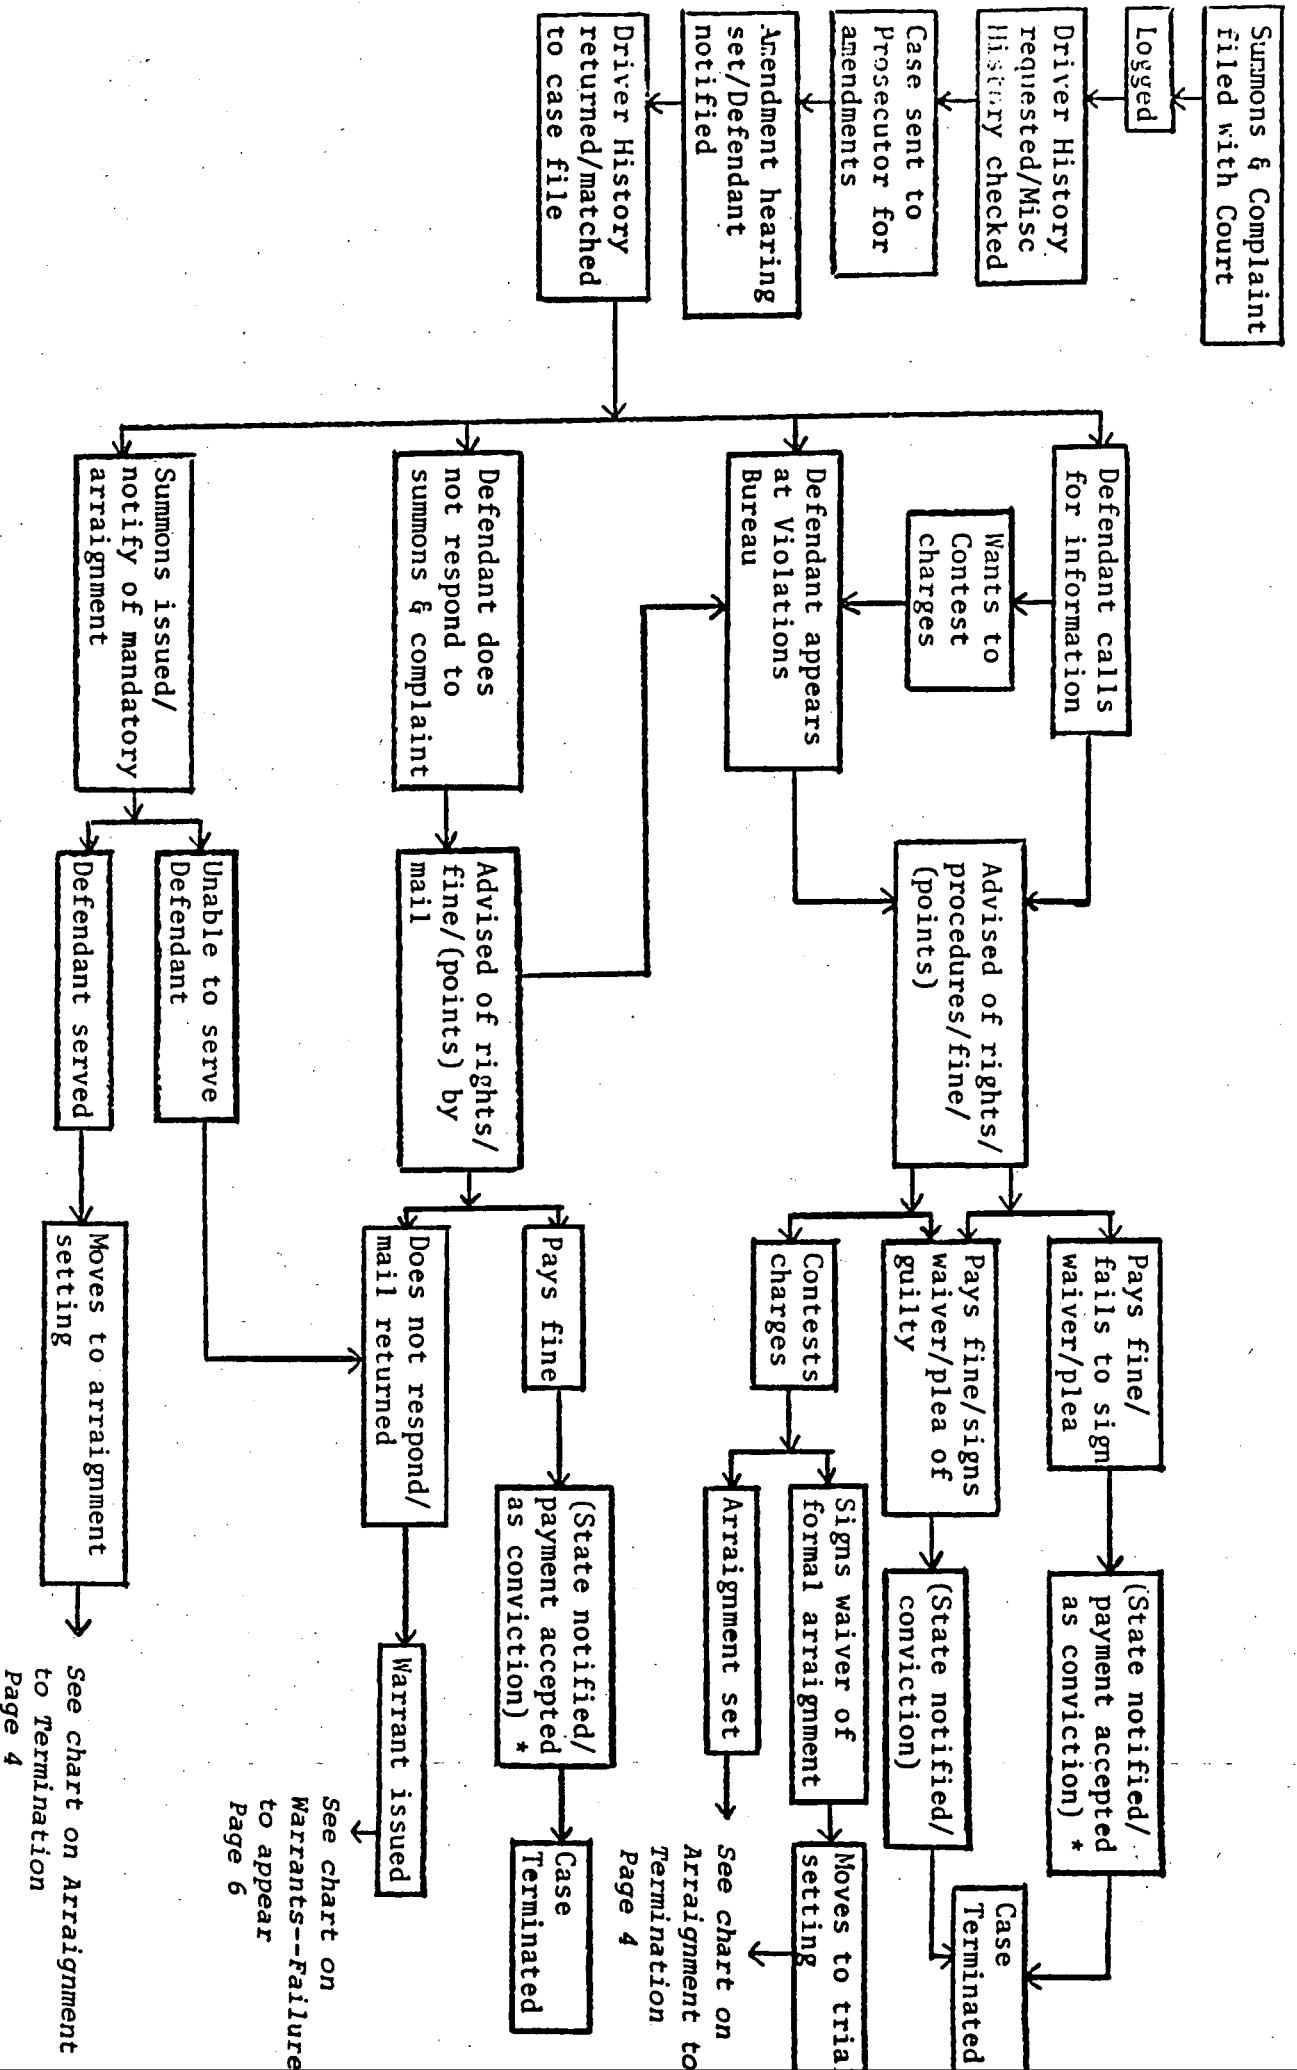 Summons & Complaint
filed with Court
Logged
Driver History
requested/Misc
History checked
Case sent to
Prosecutor for
amendments
Amendment hearing
set/Defendant
notified
Driver History
returned/matched
to case file
Defendant calls
for information
Wants to
Contest
charges
Defendant appears
at Violations
Bureau
Defendant does
not respond to
summons & complaint
Summons issued/
notify of mandatory
arraignment
Advised of rights/
procedures/fine/
(points)
Advised of rights/
fine/(points) by
mail
Unable to serve
Defendant
Defendant served
Pays fine/
fails to sign
waiver/plea
Pays fine/signs
waiver/plea of
guilty
Contests
charges
Pays fine
Does not respond/
mail returned
Moves to arraignment
setting
(State notified/
payment accepted
as conviction) *
(State notified/
conviction)
Signs waiver of
formal arraignment
Arraignment set
(State notified/
payment accepted
as conviction) *
Warrant issued
Case
Terminated
Moves to tria
setting
See chart on
Arraignment to
Termination
Page 4
Case
Terminated
See chart on
Warrants--Failure
to appear
Page 6
See chart on Arraignment
to Termination
Page 4